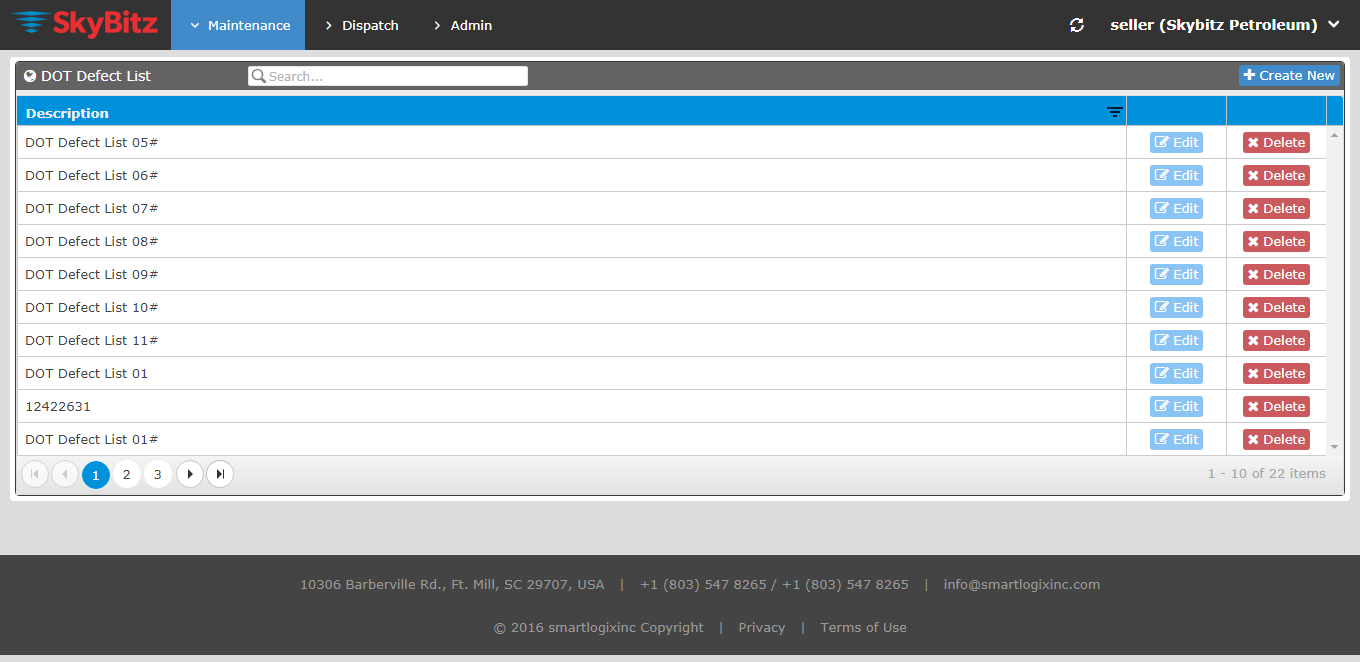 SkyBitz Maintenance Dispatch Admin seller (Skybitz Petroleum)
DOT Defect List Search... Create New
Description
DOT Defect List 05# Edit Delete
DOT Defect List 06# Edit Delete
DOT Defect List 07# Edit Delete
DOT Defect List 08# Edit Delete
DOT Defect List 09# Edit Delete
DOT Defect List 10# Edit Delete
DOT Defect List 11# Edit Delete
DOT Defect List 01 Edit Delete
12422631 Edit Delete
DOT Defect List 01# Edit Delete
1 2 3 1 - 10 of 22 items
10306 Barberville Rd., Ft. Mill, SC 29707, USA | +1 (803) 547 8265 / +1 (803) 547 8265 | info@smartlogixinc.com
© 2016 smartlogixinc Copyright | Privacy | Terms of Use